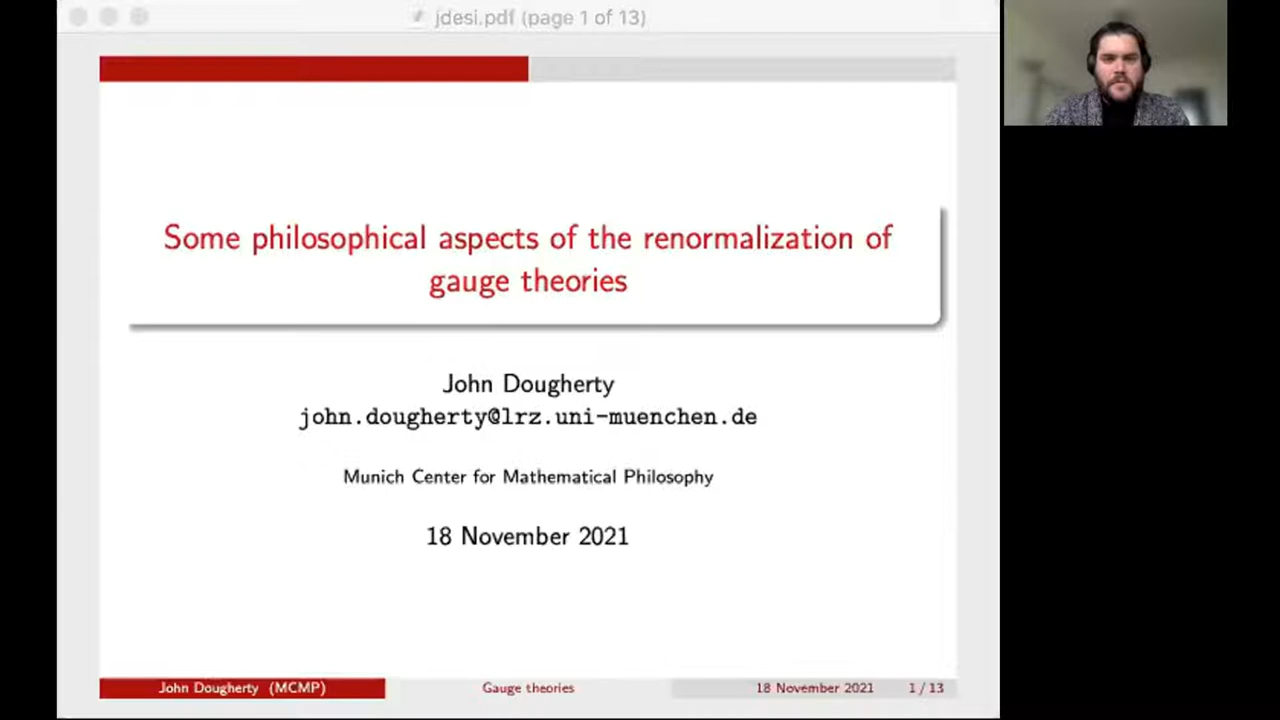 jdesi.pdf (page 1 of 13)
Some philosophical aspects of the renormalization of
gauge theories
John Dougherty
john.dougherty@lrz.uni-muenchen.de
Munich Center for Mathematical Philosophy
18 November 2021
John Dougherty (MCMP) Gauge theories 18 November 2021 1 / 13